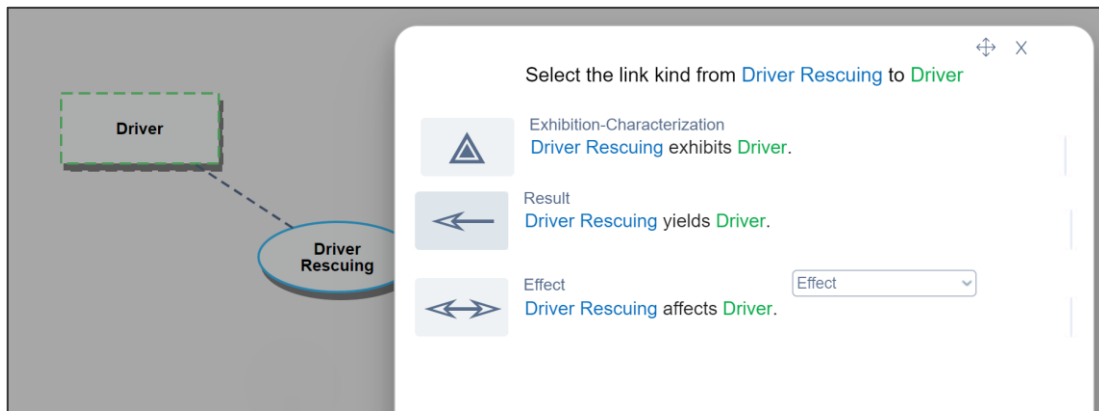 Driver
Driver
Rescuing
X
Select the link kind from Driver Rescuing to Driver
Exhibition-Characterization
Driver Rescuing exhibits Driver.
Result
Driver Rescuing yields Driver.
Effect
Effect
Driver Rescuing affects Driver.